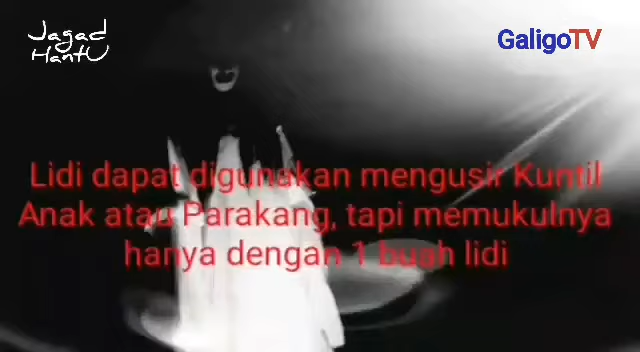 Jagad
HantU
GaligoTV
Lidi dapat digunakan mengusir Kuntil
Anak atau Parakang, tapi memukulnya
hanya dengan 1 buah lidi